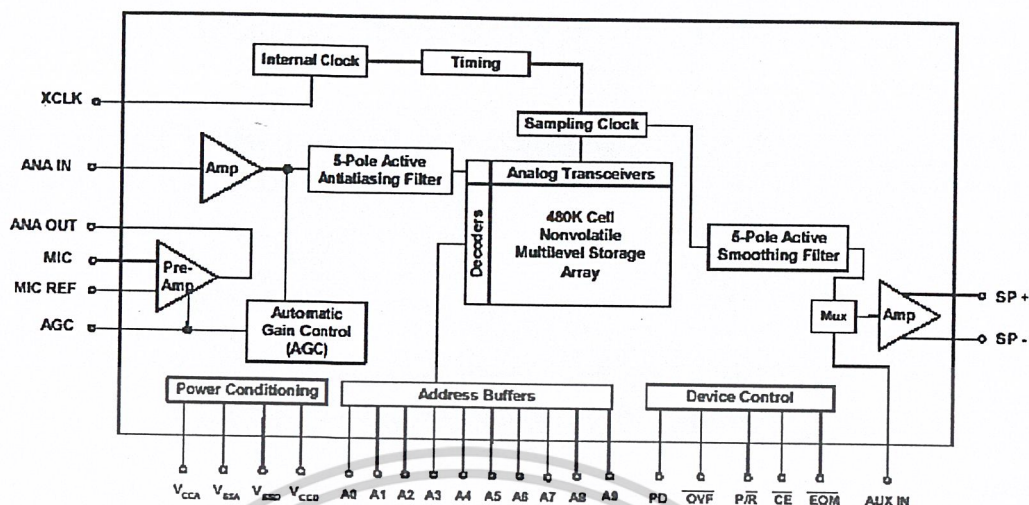 Internal Clock
Timing
XCLK
Sampling Clock
ANA IN
Amp
5-Pole Active
Antialiasing Filter
Decoders
Analog Transceivers
480K Cell
Nonvolatile
Multilevel Storage
Array
ANA OUT
MIC
MIC REF
AGC
Pre-
Amp
Automatic
Gain Control
(AGC)
5-Pole Active
Smoothing Filter
Mux
Amp
SP +
SP -
Power Conditioning
Address Buffers
Device Control
VCCA VSSA VSSD VCCD A0 A1 A2 A3 A4 A5 A6 A7 A8 A9 PD OVF P/R CE EOM AUX IN